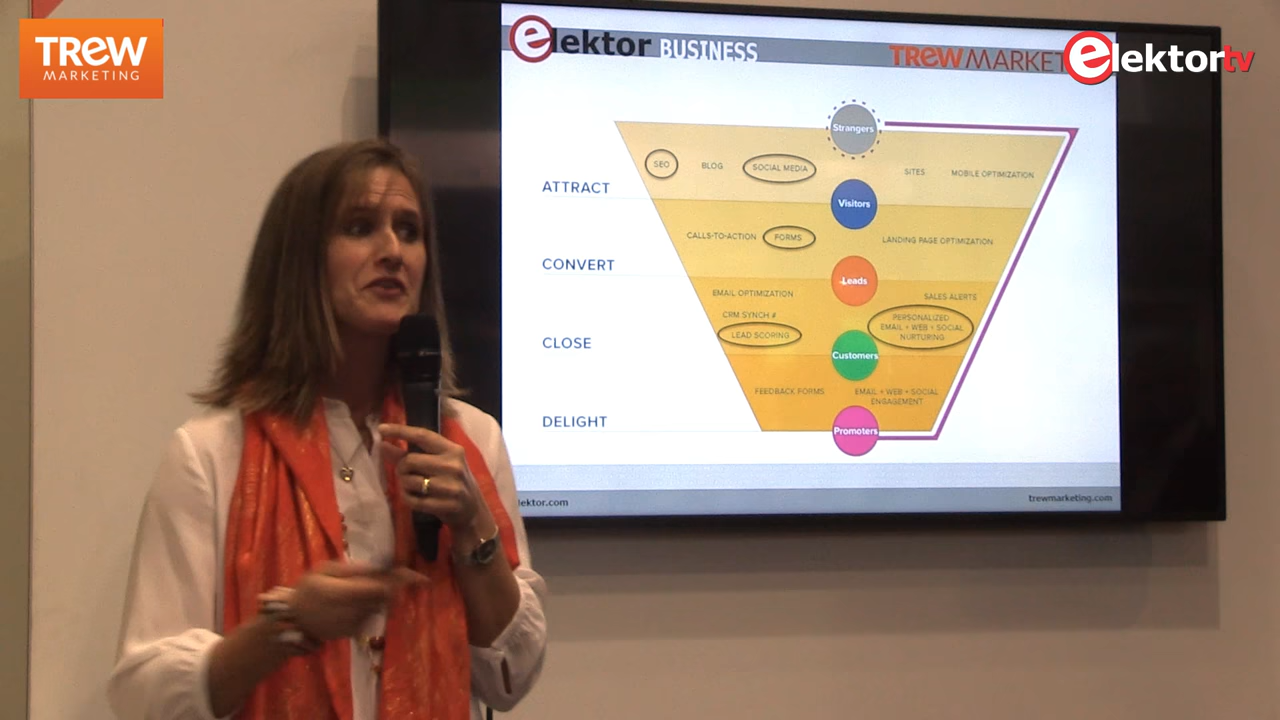 TREW
MARKETING
elektor BUSINESS
TREW MARKET
elektortv
Strangers
SEO
BLOG
SOCIAL MEDIA
SITES
MOBILE OPTIMIZATION
ATTRACT
Visitors
CALLS-TO-ACTION
FORMS
LANDING PAGE OPTIMIZATION
CONVERT
Leads
EMAIL OPTIMIZATION
SALES ALERTS
CRM SYNCH #
LEAD SCORING
PERSONALIZED
EMAIL + WEB + SOCIAL
NURTURING
CLOSE
Customers
FEEDBACK FORMS
EMAIL + WEB + SOCIAL
ENGAGEMENT
DELIGHT
Promoters
lektor.com
trewmarketing.com